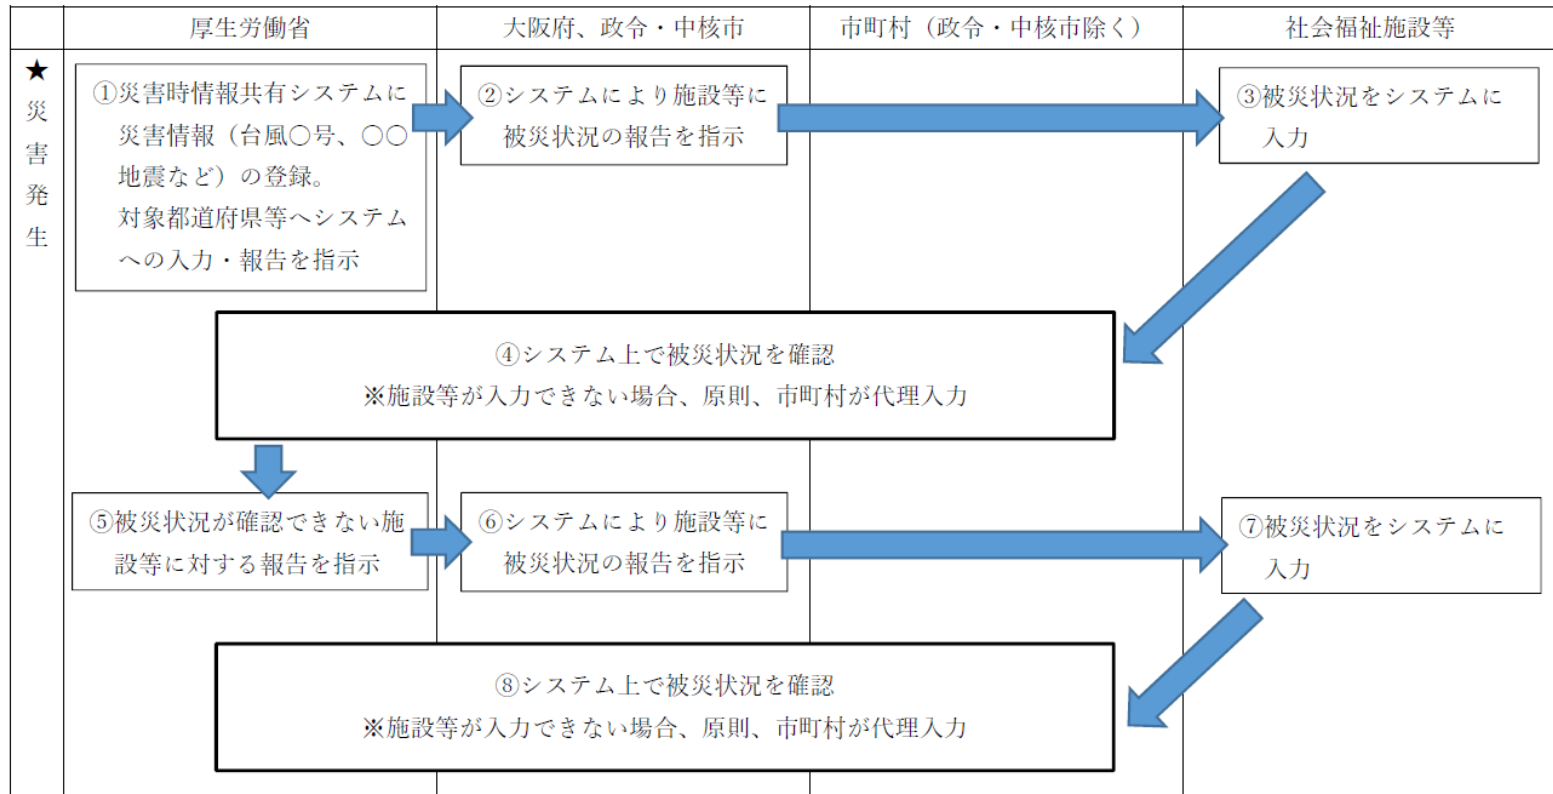 厚生労働省
大阪府、政令・中核市
市町村（政令・中核市除く）
社会福祉施設等
★災害発生
①災害時情報共有システムに
災害情報（台風〇号、〇〇
地震など）の登録。
対象都道府県等へシステム
への入力・報告を指示
②システムにより施設等に
被災状況の報告を指示
③被災状況をシステムに
入力
④システム上で被災状況を確認
※施設等が入力できない場合、原則、市町村が代理入力
⑤被災状況が確認できない施
設等に対する報告を指示
⑥システムにより施設等に
被災状況の報告を指示
⑦被災状況をシステムに
入力
⑧システム上で被災状況を確認
※施設等が入力できない場合、原則、市町村が代理入力